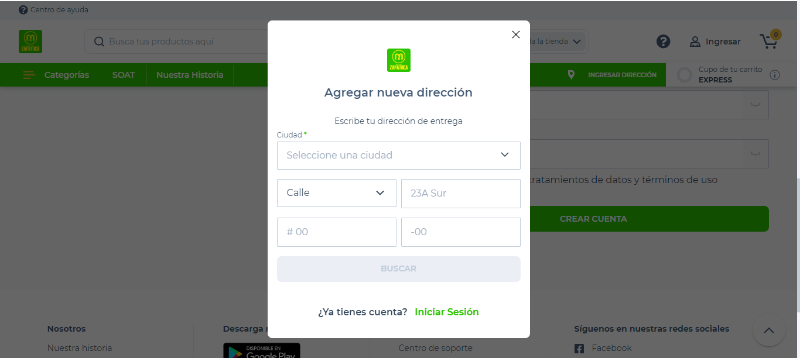 Centro de ayuda
Busca tus productos aquí
la tienda
Ingresar
0
Categorías
SOAT
Nuestra Historia
INGRESAR DIRECCIÓN
Cupo de tu carrito
EXPRESS
Agregar nueva dirección
Escribe tu dirección de entrega
Ciudad *
Seleccione una ciudad
Calle
23A Sur
# 00
-00
BUSCAR
¿Ya tienes cuenta? Iniciar Sesión
tratamientos de datos y términos de uso
CREAR CUENTA
Nosotros
Nuestra historia
Descarga
DISPONIBLE EN
Google Play
Centro de soporte
Síguenos en nuestras redes sociales
Facebook